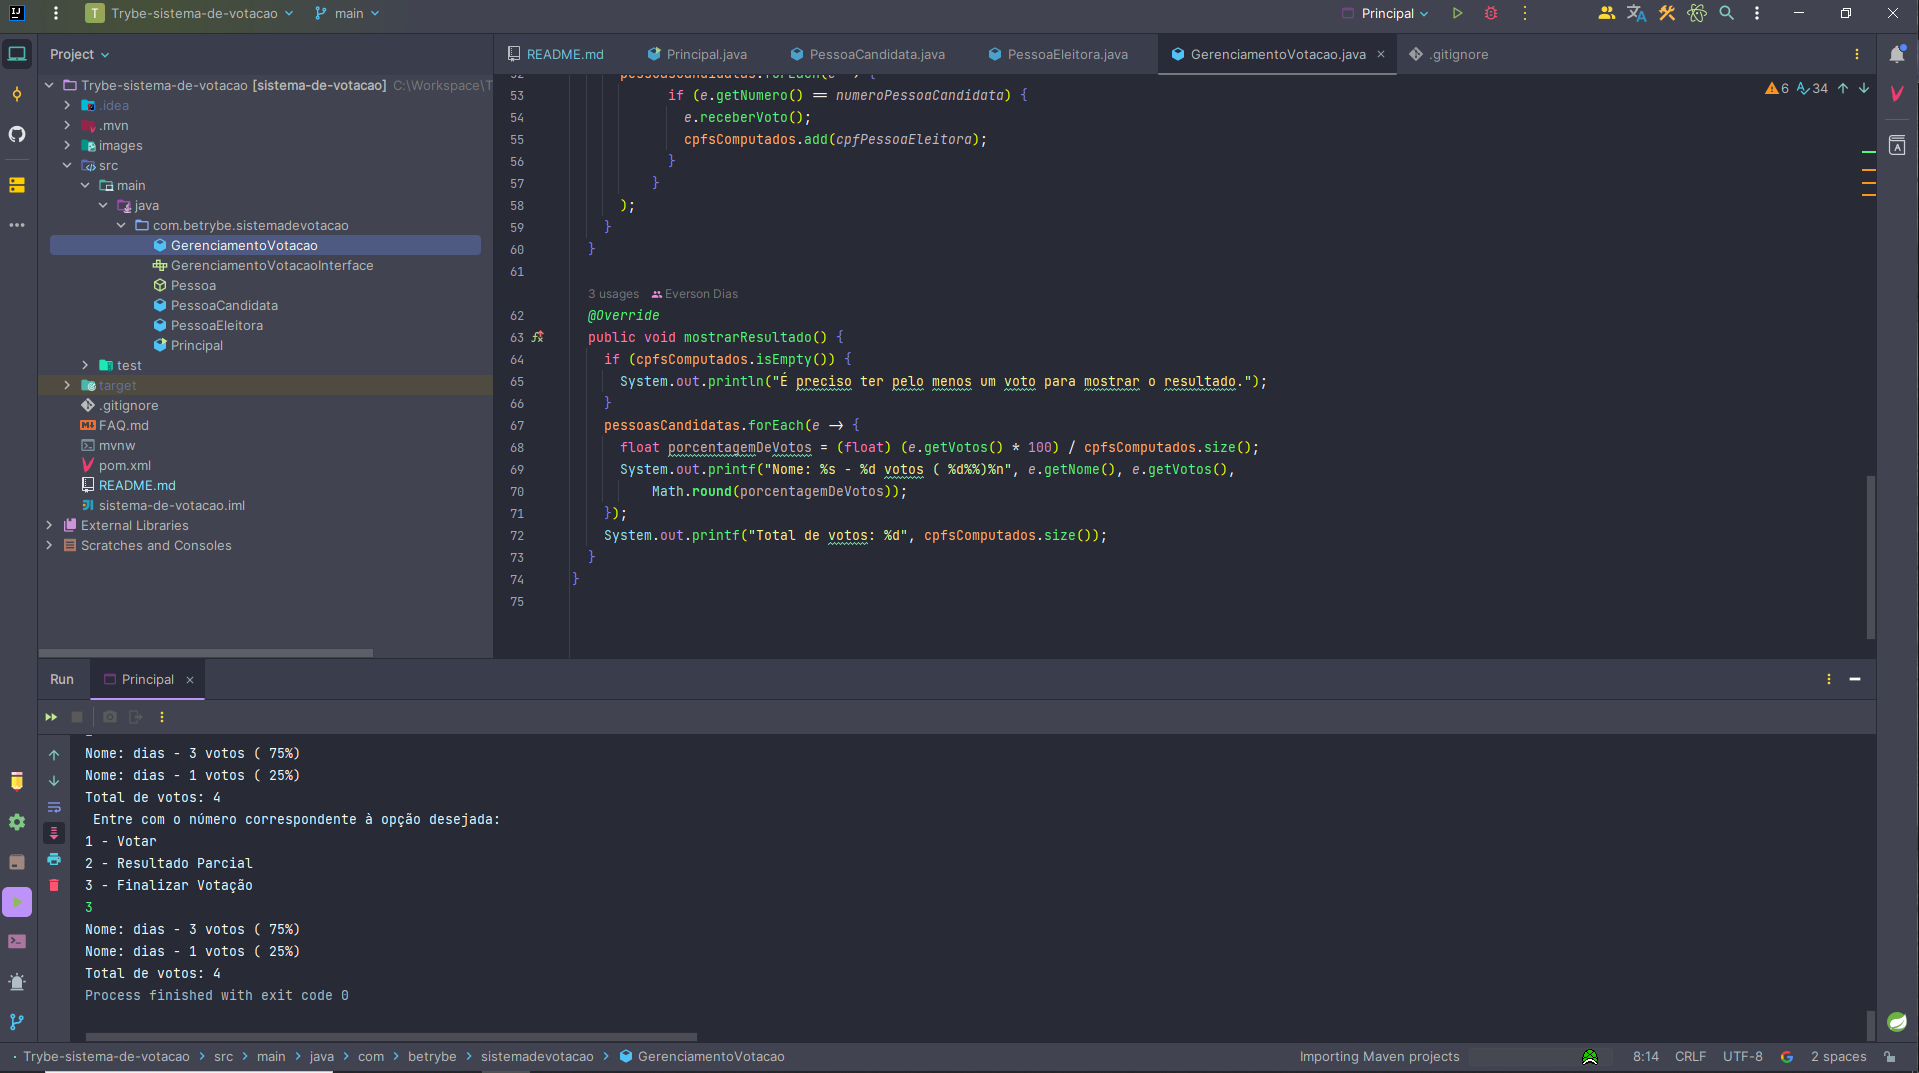 Trybe-sistema-de-votacao
main
Principal
Project
README.md
Principal.java
PessoaCandidata.java
PessoaEleitora.java
GerenciamentoVotacao.java
.gitignore
Trybe-sistema-de-votacao [sistema-de-votacao] C:\Workspace\T
.idea
.mvn
images
src
main
java
com.betrybe.sistemadevotacao
GerenciamentoVotacao
GerenciamentoVotacaoInterface
Pessoa
PessoaCandidata
PessoaEleitora
Principal
test
target
.gitignore
FAQ.md
mvnw
pom.xml
README.md
sistema-de-votacao.iml
External Libraries
Scratches and Consoles
6 34
52 pessoasCandidatas.forEach(e -> {
53 if (e.getNumero() == numeroPessoaCandidata) {
54 e.receberVoto();
55 cpfsComputados.add(cpfPessoaEleitora);
56 }
57 }
58 );
59 }
60 }
61
3 usages Everson Dias
62 @Override
63 public void mostrarResultado() {
64 if (cpfsComputados.isEmpty()) {
65 System.out.println("É preciso ter pelo menos um voto para mostrar o resultado.");
66 }
67 pessoasCandidatas.forEach(e -> {
68 float porcentagemDeVotos = (float) (e.getVotos() * 100) / cpfsComputados.size();
69 System.out.printf("Nome: %s - %d votos ( %d%%)%n", e.getNome(), e.getVotos(),
70 Math.round(porcentagemDeVotos));
71 });
72 System.out.printf("Total de votos: %d", cpfsComputados.size());
73 }
74 }
75
Run
Principal
Nome: dias - 3 votos ( 75%)
Nome: dias - 1 votos ( 25%)
Total de votos: 4
Entre com o número correspondente à opção desejada:
1 - Votar
2 - Resultado Parcial
3 - Finalizar Votação
3
Nome: dias - 3 votos ( 75%)
Nome: dias - 1 votos ( 25%)
Total de votos: 4
Process finished with exit code 0
Trybe-sistema-de-votacao > src > main > java > com > betrybe > sistemadevotacao > GerenciamentoVotacao
Importing Maven projects
8:14 CRLF UTF-8 2 spaces